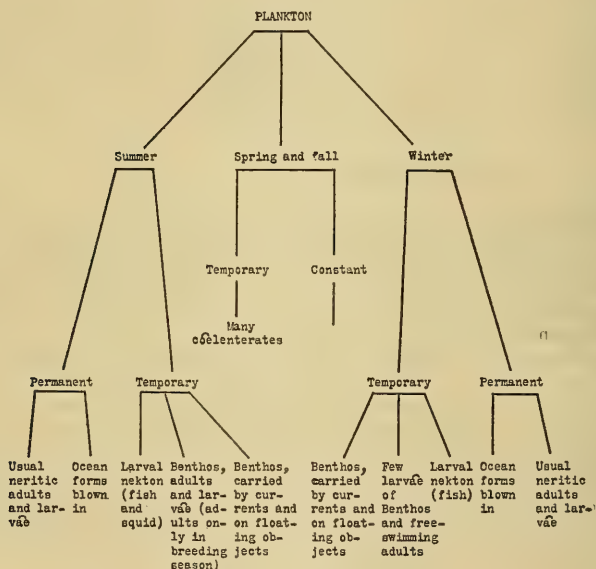 PLANKTON
Summer
Spring and fall
Winter
Temporary
Constant
Many
coelenterates
Permanent
Temporary
Temporary
Permanent
Usual
neritic
adults
and lar-
vae
Ocean
forms
blown
in
Larval
nekton
(fish
and
squid)
Benthos,
adults
and lar-
vae (ad-
ults on-
ly in
breeding
season)
Benthos,
carried
by cur-
rents and
on float-
ing ob-
jects
Benthos,
carried
by cur-
rents and
on float-
ing ob-
jects
Few
larvae
of
Benthos
and free-
swimming
adults
Larval
nekton
(fish)
Ocean
forms
blown
in
Usual
neritic
adults
and lar-
vae